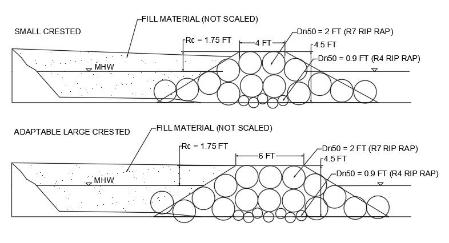 SMALL CRESTED
FILL MATERIAL (NOT SCALED)
Rc = 1.75 FT
4 FT
Dn50 = 2 FT (R7 RIP RAP)
4.5 FT
Dn50 = 0.9 FT (R4 RIP RAP)
MHW
ADAPTABLE LARGE CRESTED
FILL MATERIAL (NOT SCALED)
Rc = 1.75 FT
6 FT
Dn50 = 2 FT (R7 RIP RAP)
4.5 FT
Dn50 = 0.9 FT (R4 RIP RAP)
MHW